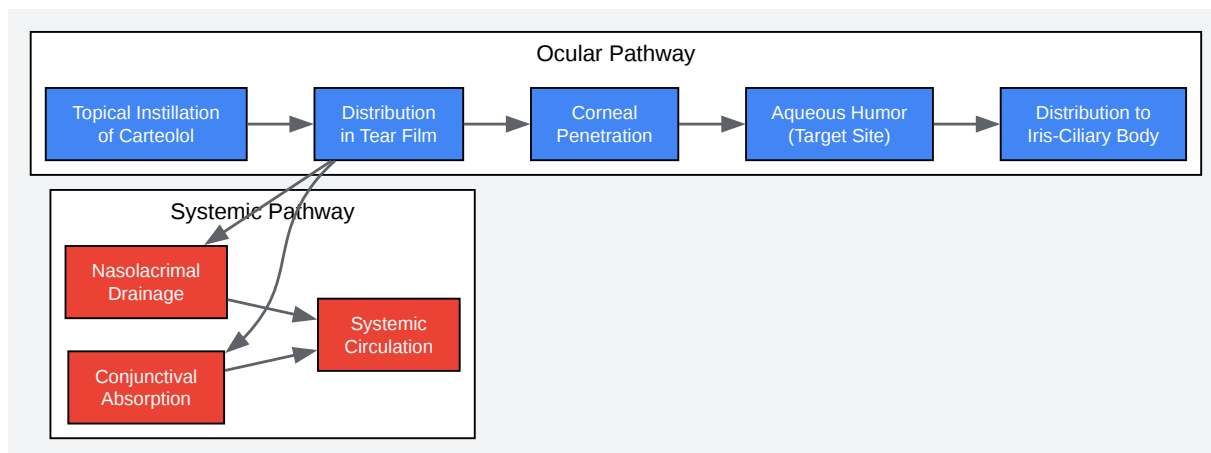 Ocular Pathway
Topical Instillation
of Carteolol
Distribution
in Tear Film
Corneal
Penetration
Aqueous Humor
(Target Site)
Distribution to
Iris-Ciliary Body
Systemic Pathway
Nasolacrimal
Drainage
Systemic
Circulation
Conjunctival
Absorption